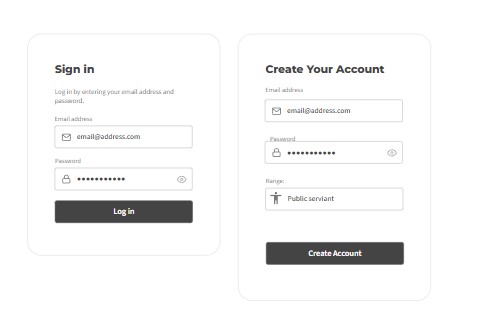 Sign in
Log in by entering your email address and
password.
Email address
email@address.com
Password
Log in
Create Your Account
Email address
email@address.com
Password
Range:
Public serviant
Create Account